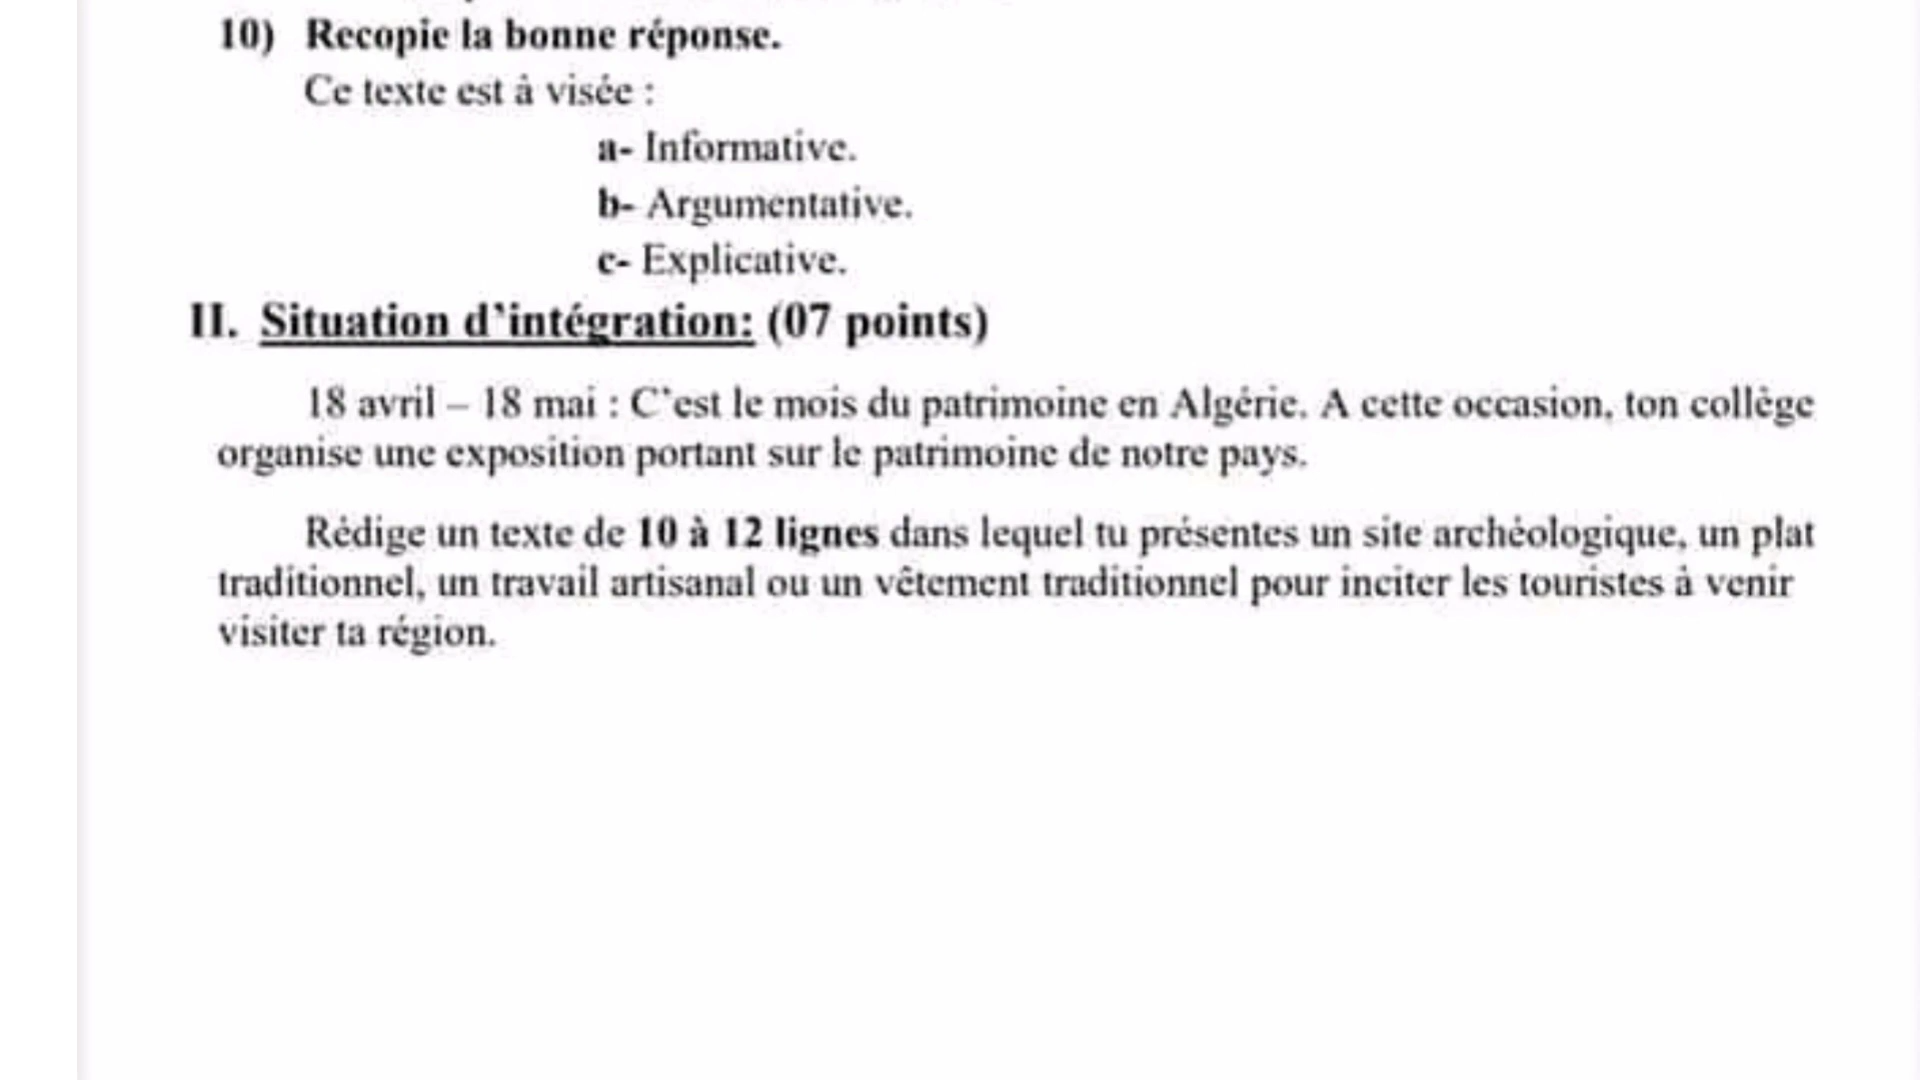 10) Recopie la bonne réponse.
Ce texte est à visée :
a- Informative.
b- Argumentative.
c- Explicative.
II. Situation d'intégration: (07 points)
18 avril – 18 mai : C'est le mois du patrimoine en Algérie. A cette occasion, ton collège
organise une exposition portant sur le patrimoine de notre pays.
Rédige un texte de 10 à 12 lignes dans lequel tu présentes un site archéologique, un plat
traditionnel, un travail artisanal ou un vêtement traditionnel pour inciter les touristes à venir
visiter ta région.